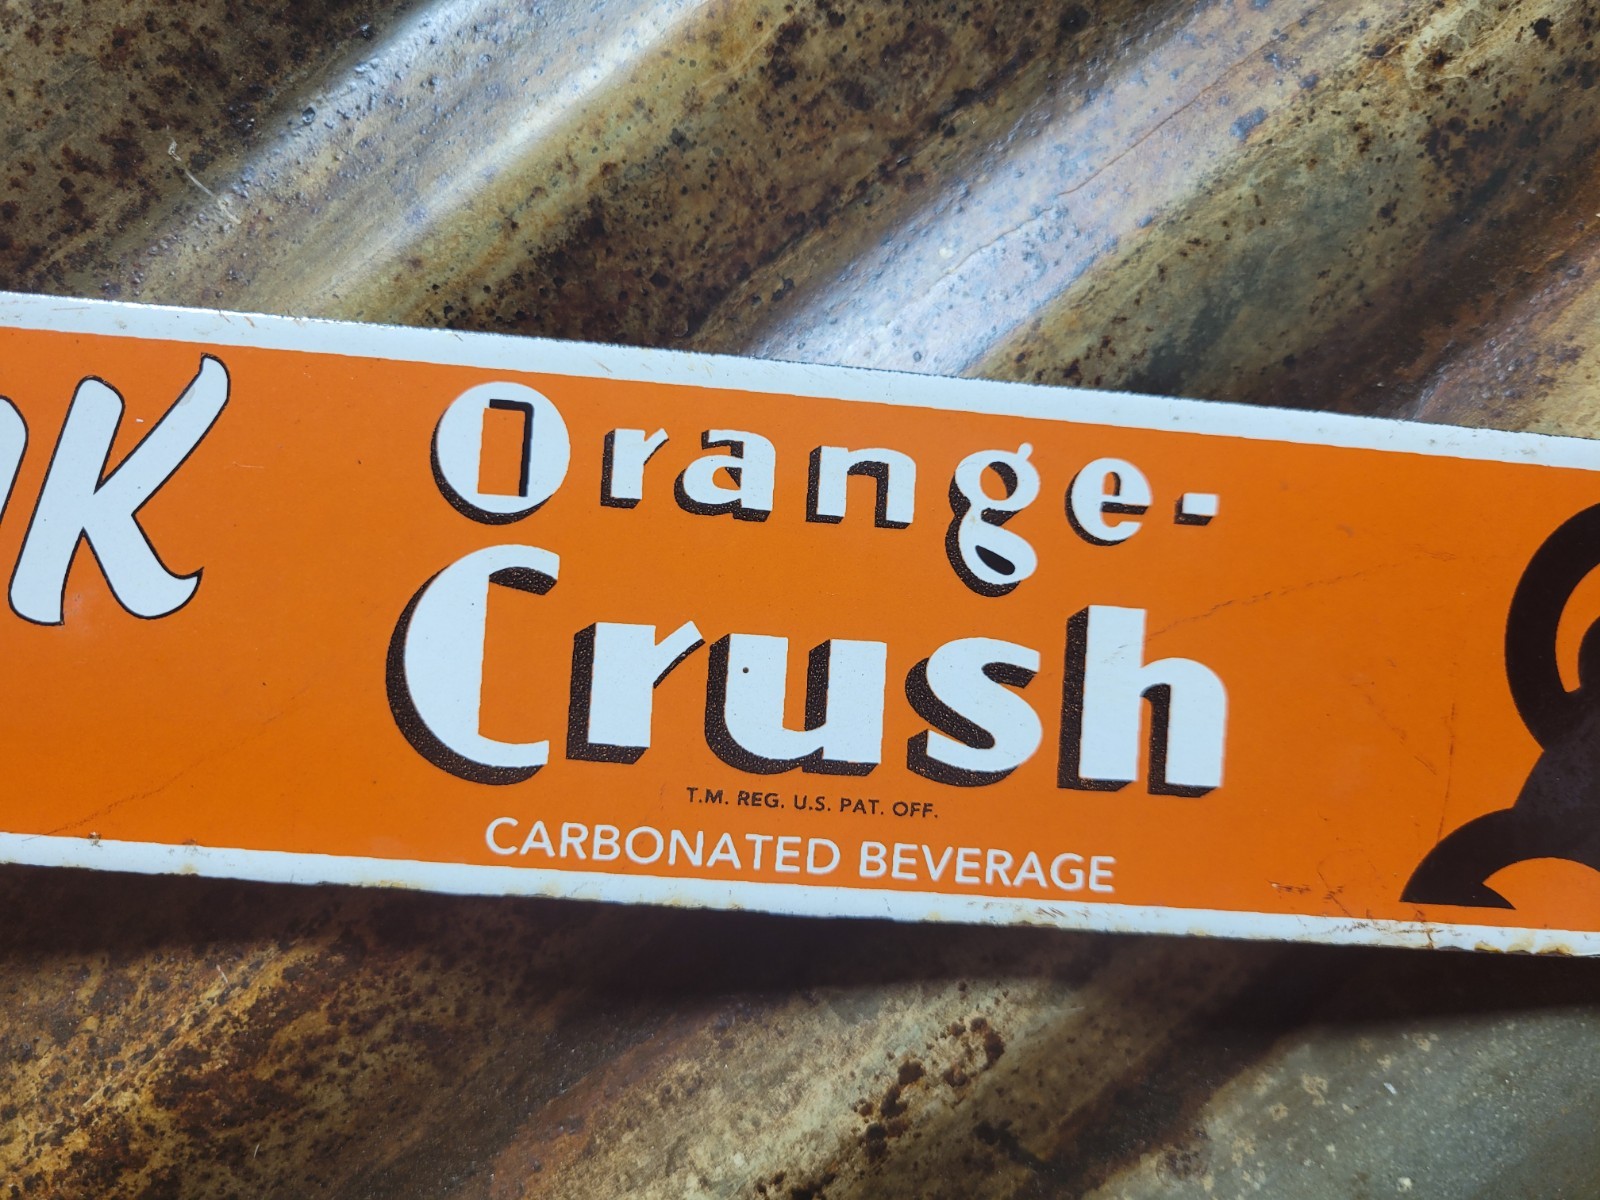 K
Orange-
Crush
T.M. REG. U.S. PAT. OFF.
CARBONATED BEVERAGE